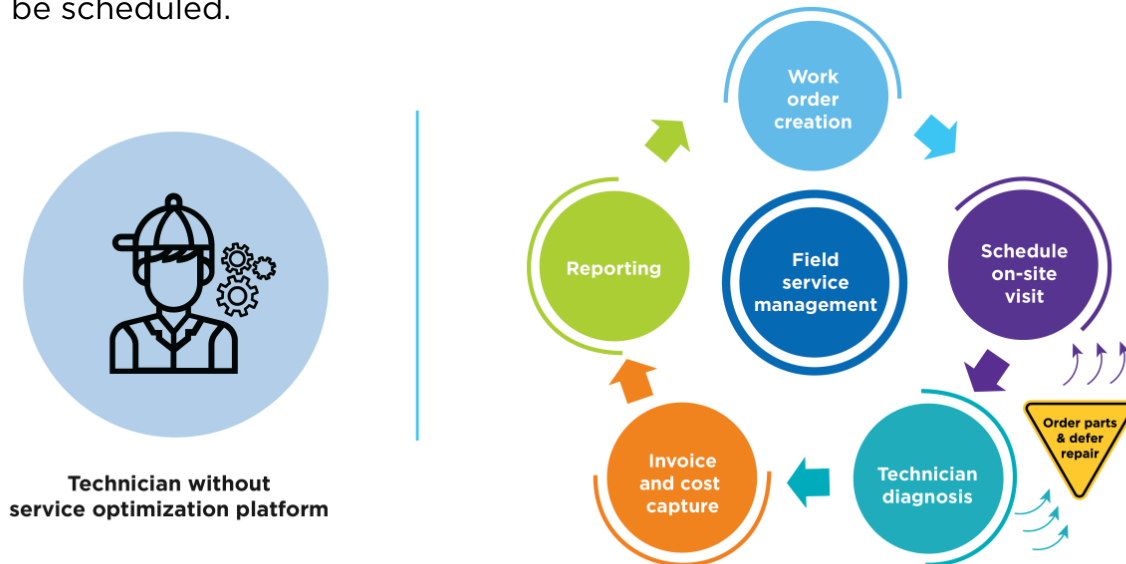 be scheduled.
Technician without
service optimization platform
Work
order
creation
Schedule
on-site
visit
Order parts
& defer
repair
Technician
diagnosis
Invoice
and cost
capture
Reporting
Field
service
management